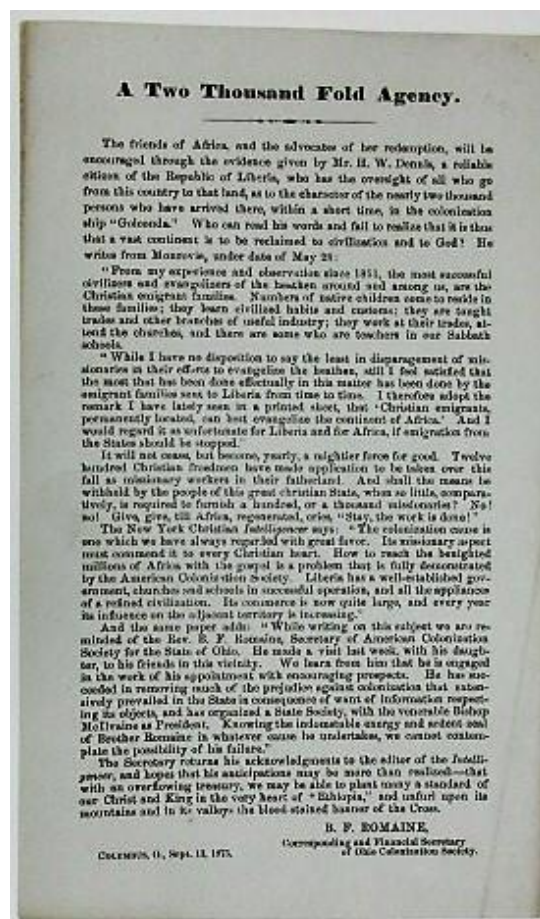 A Two Thousand Fold Agency.
The friends of Africa, and the advocates of her redemption, will be
encouraged through the evidence given by Mr. H. W. Dennis, a reliable
citizen of the Republic of Liberia, who has the oversight of all who go
from this country to that land, as to the character of the nearly two thousand
persons who have arrived there, within a short time, in the colonization
ship "Golconda." Who can read his words and fail to realize that it is thus
that a vast continent is to be reclaimed to civilization and to God? He
writes from Monrovia, under date of May 28:
"From my experience and observation since 1851, the most successful
civilizers and evangelizers of the heathen around and among us, are the
Christian emigrant families. Numbers of native children come to reside in
these families; they learn civilized habits and customs; they are taught
trades and other branches of useful industry; they work at their trades, at-
tend the churches, and there are some who are teachers in our Sabbath
schools.
"While I have no disposition to say the least in disparagement of mis-
sionaries in their efforts to evangelize the heathen, still I feel satisfied that
the most that has been done effectually in this matter has been done by the
emigrant families sent to Liberia from time to time. I therefore adopt the
remark I have lately seen in a printed sheet, that 'Christian emigrants,
permanently located, can best evangelize the continent of Africa.' And I
would regard it as unfortunate for Liberia and for Africa, if emigration from
the States should be stopped."
It will not cease, but become, yearly, a mightier force for good. Twelve
hundred Christian freedmen have made application to be taken over this
fall as missionary workers in their fatherland. And shall the means be
withheld by the people of this great christian State, when so little, compara-
tively, is required to furnish a hundred, or a thousand missionaries? No!
no! Give, give, till Africa, regenerated, cries, "Stay, the work is done!"
The New York Christian Intelligencer says: "The colonization cause is
one which we have always regarded with great favor. Its missionary aspect
must commend it to every Christian heart. How to reach the benighted
millions of Africa with the gospel is a problem that is fully demonstrated
by the American Colonization Society. Liberia has a well-established gov-
ernment, churches and schools in successful operation, and all the appliances
of a refined civilization. Its commerce is now quite large, and every year
its influence on the adjacent territory is increasing."
And the same paper adds: "While writing on this subject we are re-
minded of the Rev. B. F. Romaine, Secretary of American Colonization
Society for the State of Ohio. He made a visit last week, with his daugh-
ter, to his friends in this vicinity. We learn from him that he is engaged
in the work of his appointment with encouraging prospects. He has suc-
ceeded in removing much of the prejudice against colonization that exten-
sively prevailed in the State in consequence of want of information respect-
ing its objects, and has organized a State Society, with the venerable Bishop
McIlvaine as President. Knowing the indomitable energy and ardent zeal
of Brother Romaine in whatever cause he undertakes, we cannot contem-
plate the possibility of his failure."
The Secretary returns his acknowledgments to the editor of the Intelli-
gencer, and hopes that his anticipations may be more than realized—that
with an overflowing treasury, we may be able to plant many a standard of
our Christ and King in the very heart of "Ethiopia," and unfurl upon its
mountains and in its valleys the blood-stained banner of the Cross.
B. F. ROMAINE,
Corresponding and Financial Secretary
of Ohio Colonization Society.
COLUMBUS, O., Sept. 13,